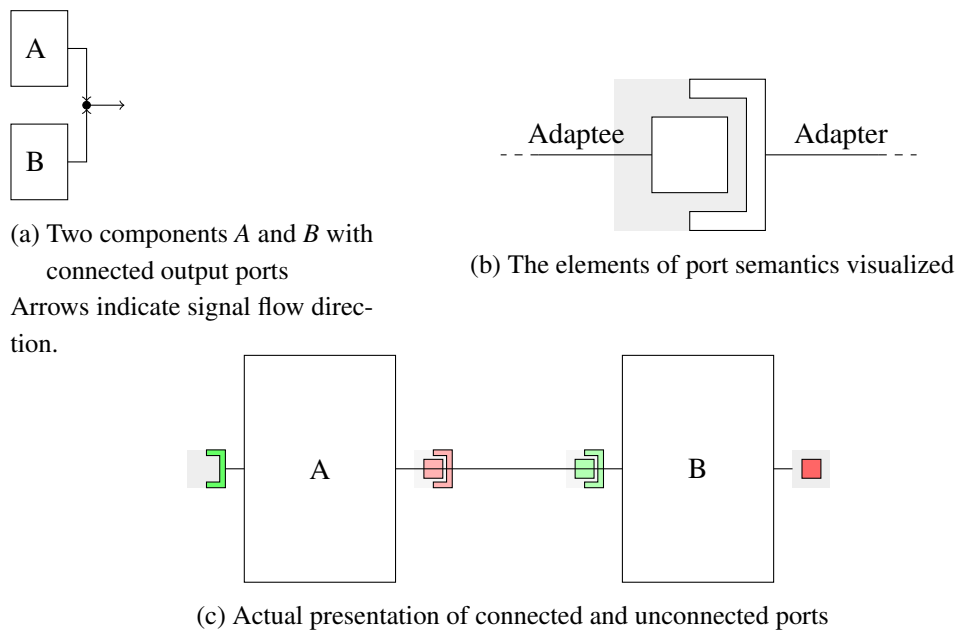 A
B
(a) Two components A and B with
connected output ports
Arrows indicate signal flow direc-
tion.
Adaptee
Adapter
(b) The elements of port semantics visualized
A
B
(c) Actual presentation of connected and unconnected ports